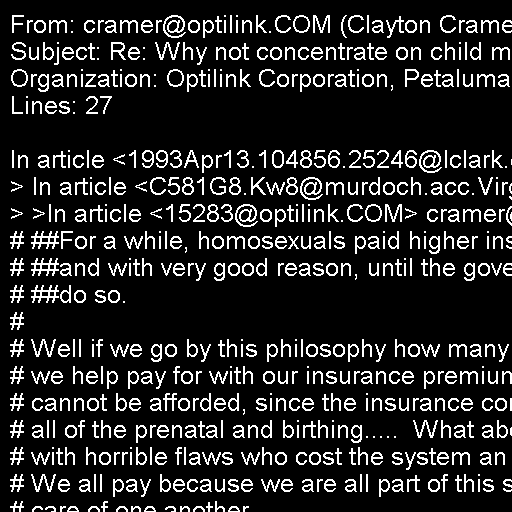 From: cramer@optilink.COM (Clayton Crame
Subject: Re: Why not concentrate on child m
Organization: Optilink Corporation, Petaluma
Lines: 27

In article <1993Apr13.104856.25246@lclark.
> In article <C581G8.Kw8@murdoch.acc.Virg
> >In article <15283@optilink.COM> cramer@
# ##For a while, homosexuals paid higher ins
# ##and with very good reason, until the gove
# ##do so.
#
# Well if we go by this philosophy how many
# we help pay for with our insurance premium
# cannot be afforded, since the insurance co
# all of the prenatal and birthing.....  What abo
# with horrible flaws who cost the system an
# We all pay because we are all part of this s
# care of one another